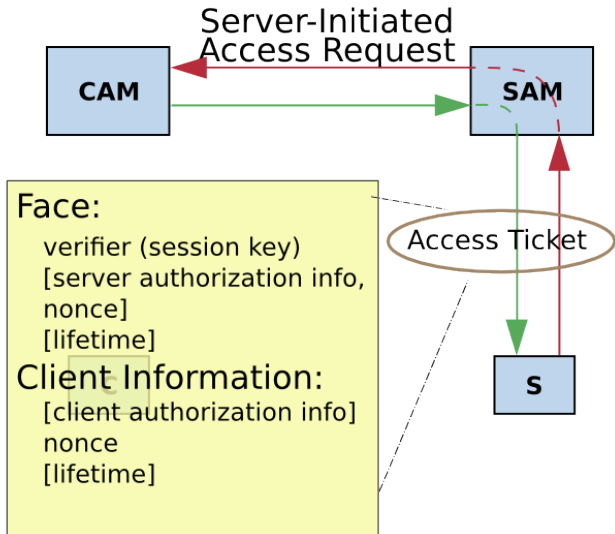 Server-Initiated
Access Request
CAM
SAM
Face:
verifier (session key)
[server authorization info,
nonce]
[lifetime]
Client Information:
[client authorization info]
nonce
[lifetime]
C
Access Ticket
S